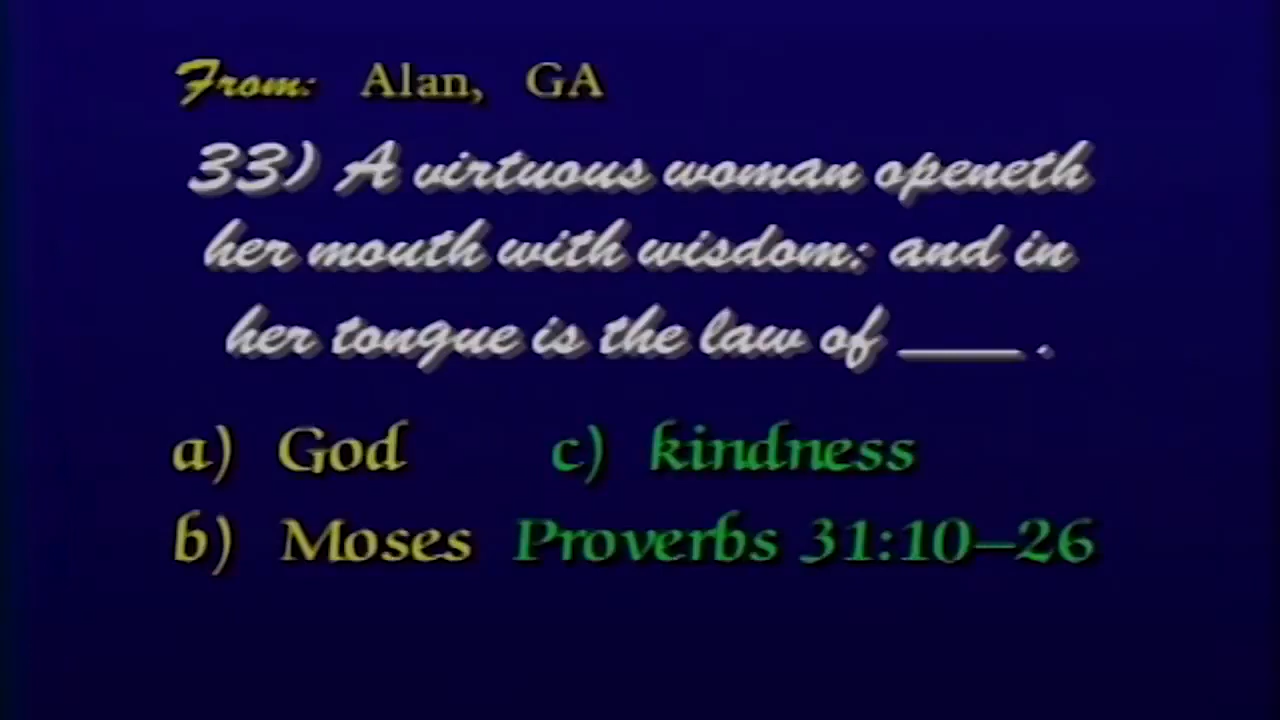 From: Alan, GA
33) A virtuous woman openeth
her mouth with wisdom; and in
her tongue is the law of ____ .
a) God c) kindness
b) Moses Proverbs 31:10–26